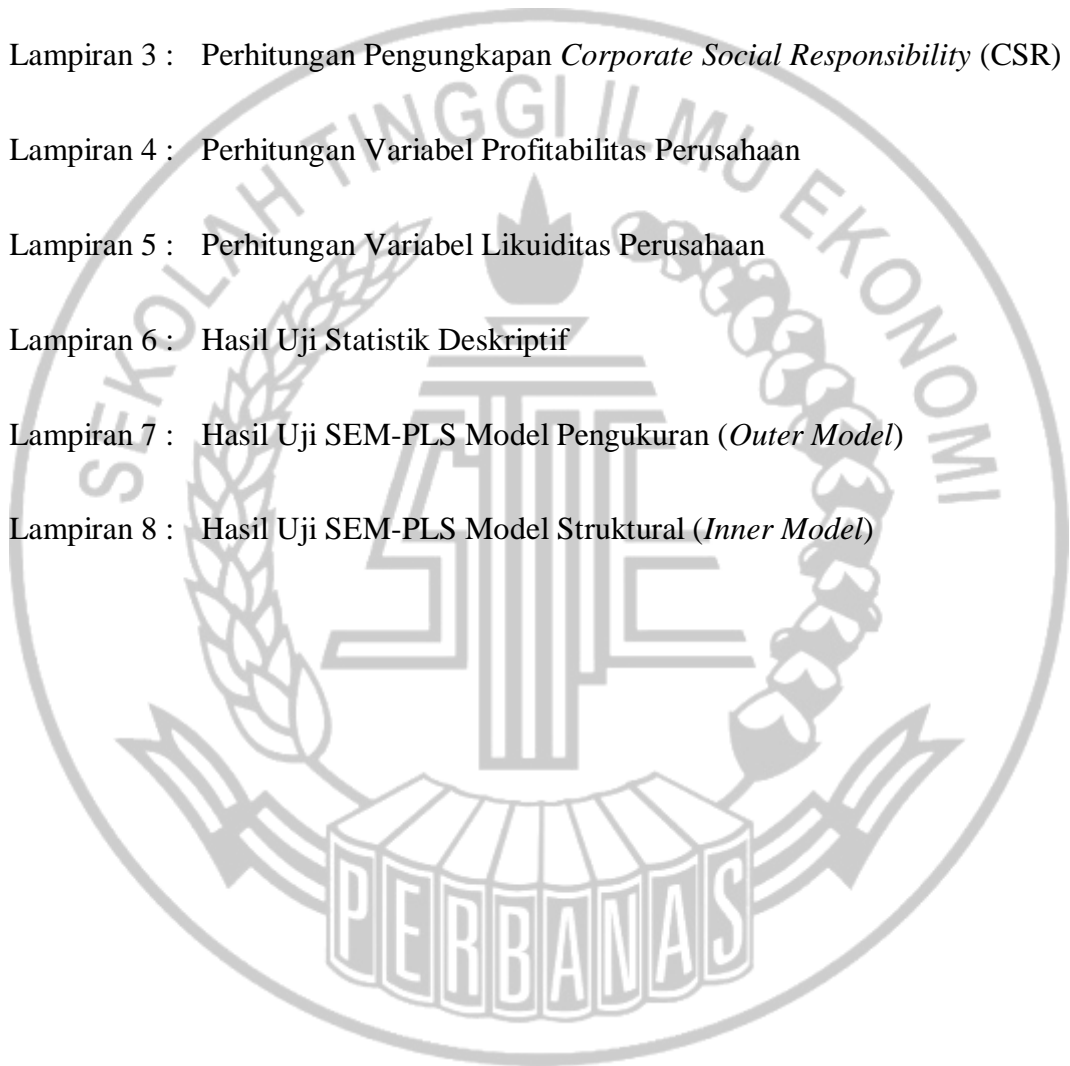 Lampiran 3 : Perhitungan Pengungkapan Corporate Social Responsibility (CSR)
Lampiran 4 : Perhitungan Variabel Profitabilitas Perusahaan
Lampiran 5 : Perhitungan Variabel Likuiditas Perusahaan
Lampiran 6 : Hasil Uji Statistik Deskriptif
Lampiran 7 : Hasil Uji SEM-PLS Model Pengukuran (Outer Model)
Lampiran 8 : Hasil Uji SEM-PLS Model Struktural (Inner Model)
SEKOLAH TINGGI ILMU EKONOMI
PERBANAS